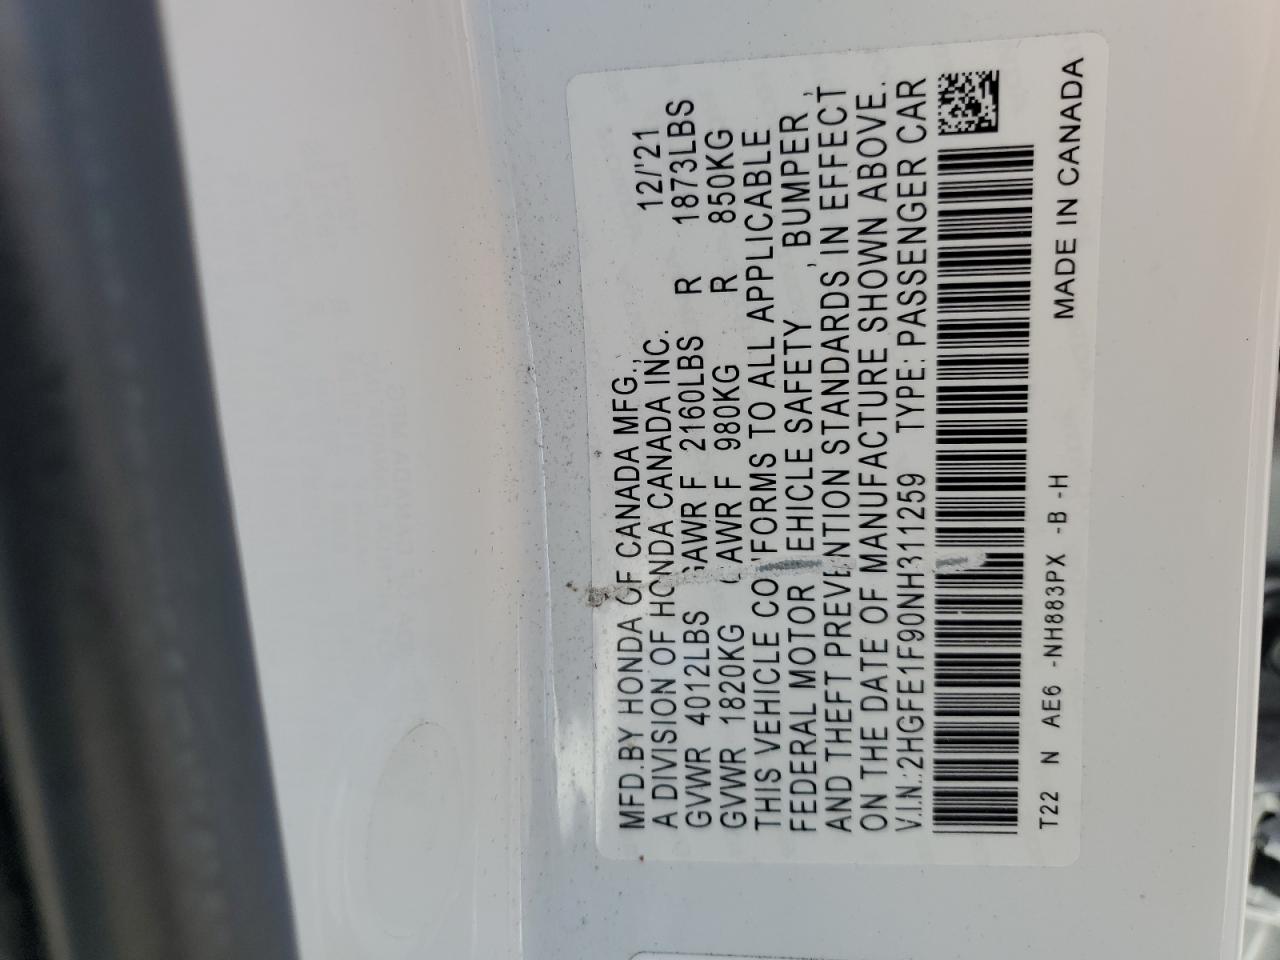 MFD.BY HONDA OF CANADA MFG., 12/'21
A DIVISION OF HONDA CANADA INC.
GVWR 4012LBS GAWR F 2160LBS R 1873LBS
GVWR 1820KG GAWR F 980KG R 850KG
THIS VEHICLE CONFORMS TO ALL APPLICABLE
FEDERAL MOTOR VEHICLE SAFETY , BUMPER ,
AND THEFT PREVENTION STANDARDS IN EFFECT
ON THE DATE OF MANUFACTURE SHOWN ABOVE.
V.I.N.:2HGFE1F90NH311259 TYPE: PASSENGER CAR
T22 N AE6 -NH883PX -B -H MADE IN CANADA